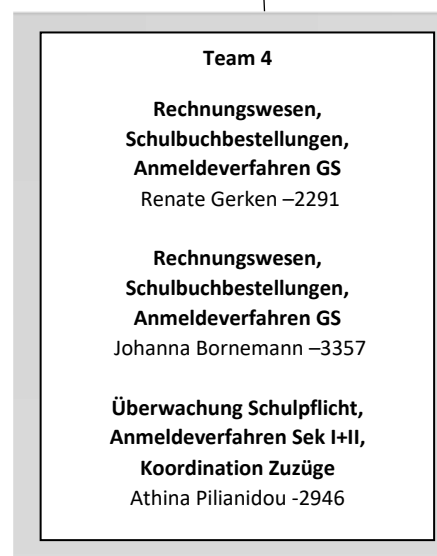 Team 4
Rechnungswesen,
Schulbuchbestellungen,
Anmeldeverfahren GS
Renate Gerken –2291
Rechnungswesen,
Schulbuchbestellungen,
Anmeldeverfahren GS
Johanna Bornemann –3357
Überwachung Schulpflicht,
Anmeldeverfahren Sek I+II,
Koordination Zuzüge
Athina Pilianidou -2946